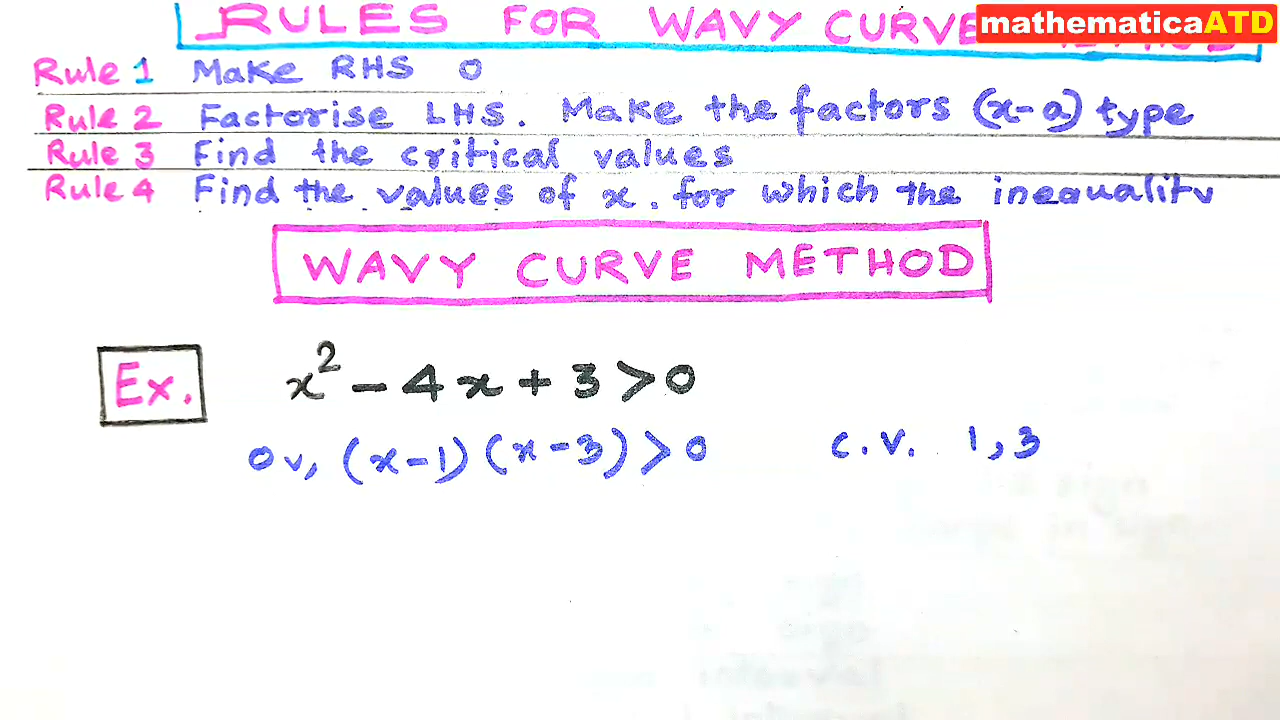 RULES FOR WAVY CURVE
mathematicaATD
Rule 1 Make RHS 0
Rule 2 Factorise LHS. Make the factors (x-a) type
Rule 3 Find the critical values
Rule 4 Find the values of x for which the inequality
WAVY CURVE METHOD
Ex. x² - 4x + 3 > 0
or, (x-1) (x-3) > 0 C.V. 1, 3